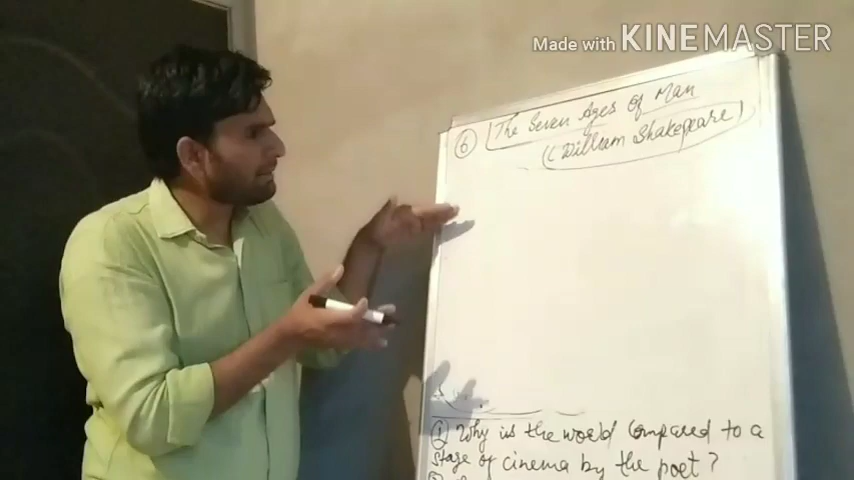 Made with KINEMASTER
⑥ The Seven Ages of Man
(William Shakespeare)
① Why is the world compared to a
stage of cinema by the poet?